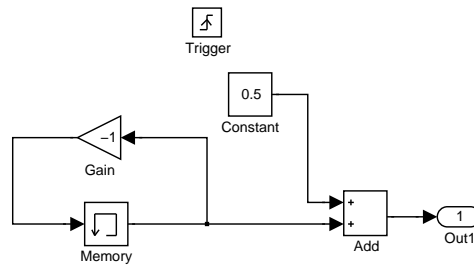 Trigger
0.5
Constant
−1
Gain
Memory
+
+
Add
1
Out1